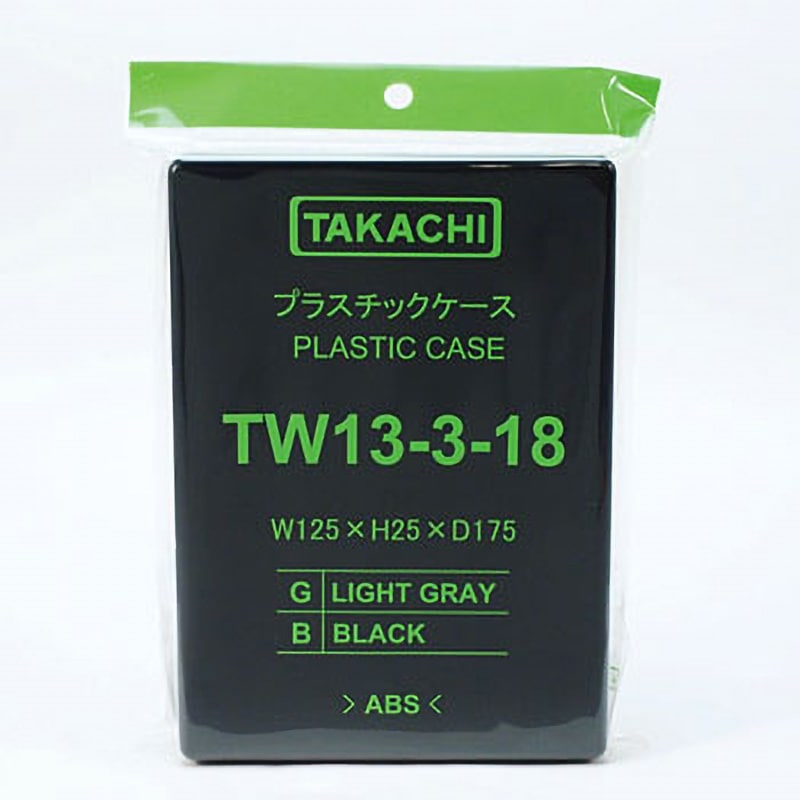 TAKACHI
プラスチックケース
PLASTIC CASE
TW13-3-18
W125×H25×D175
G LIGHT GRAY
B BLACK
> ABS <